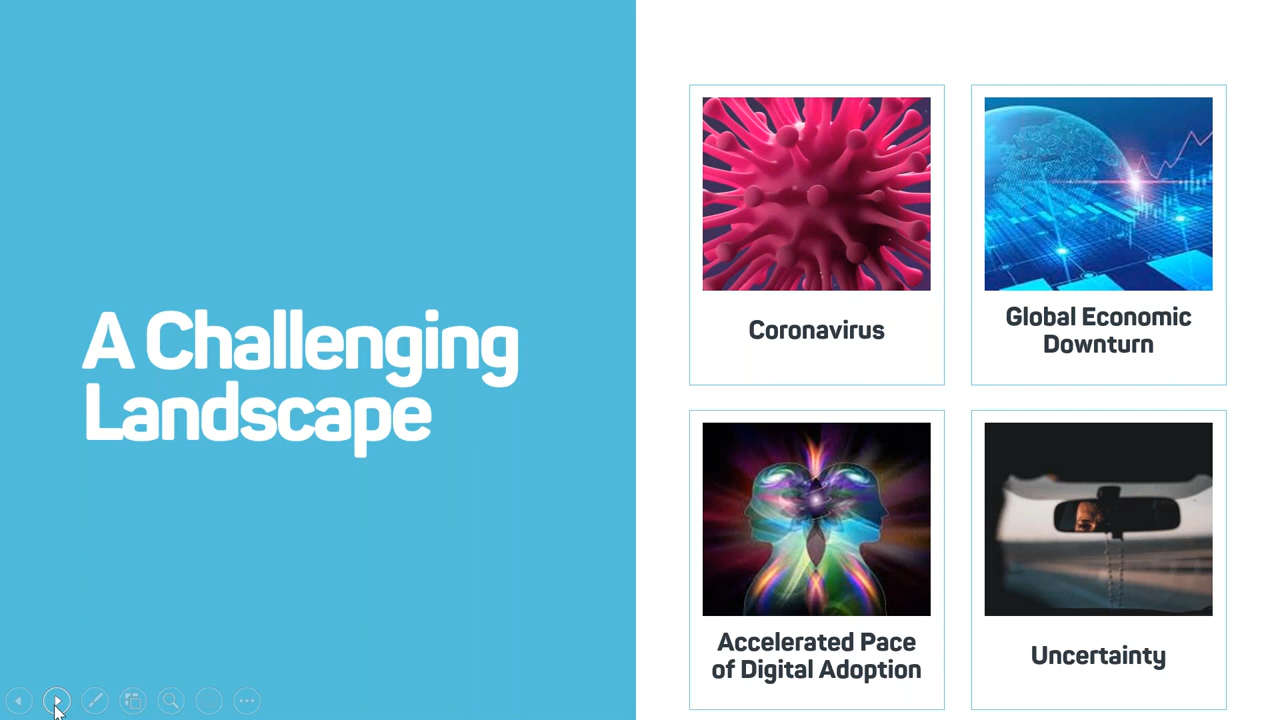 A Challenging
Landscape
Coronavirus
Global Economic
Downturn
Accelerated Pace
of Digital Adoption
Uncertainty